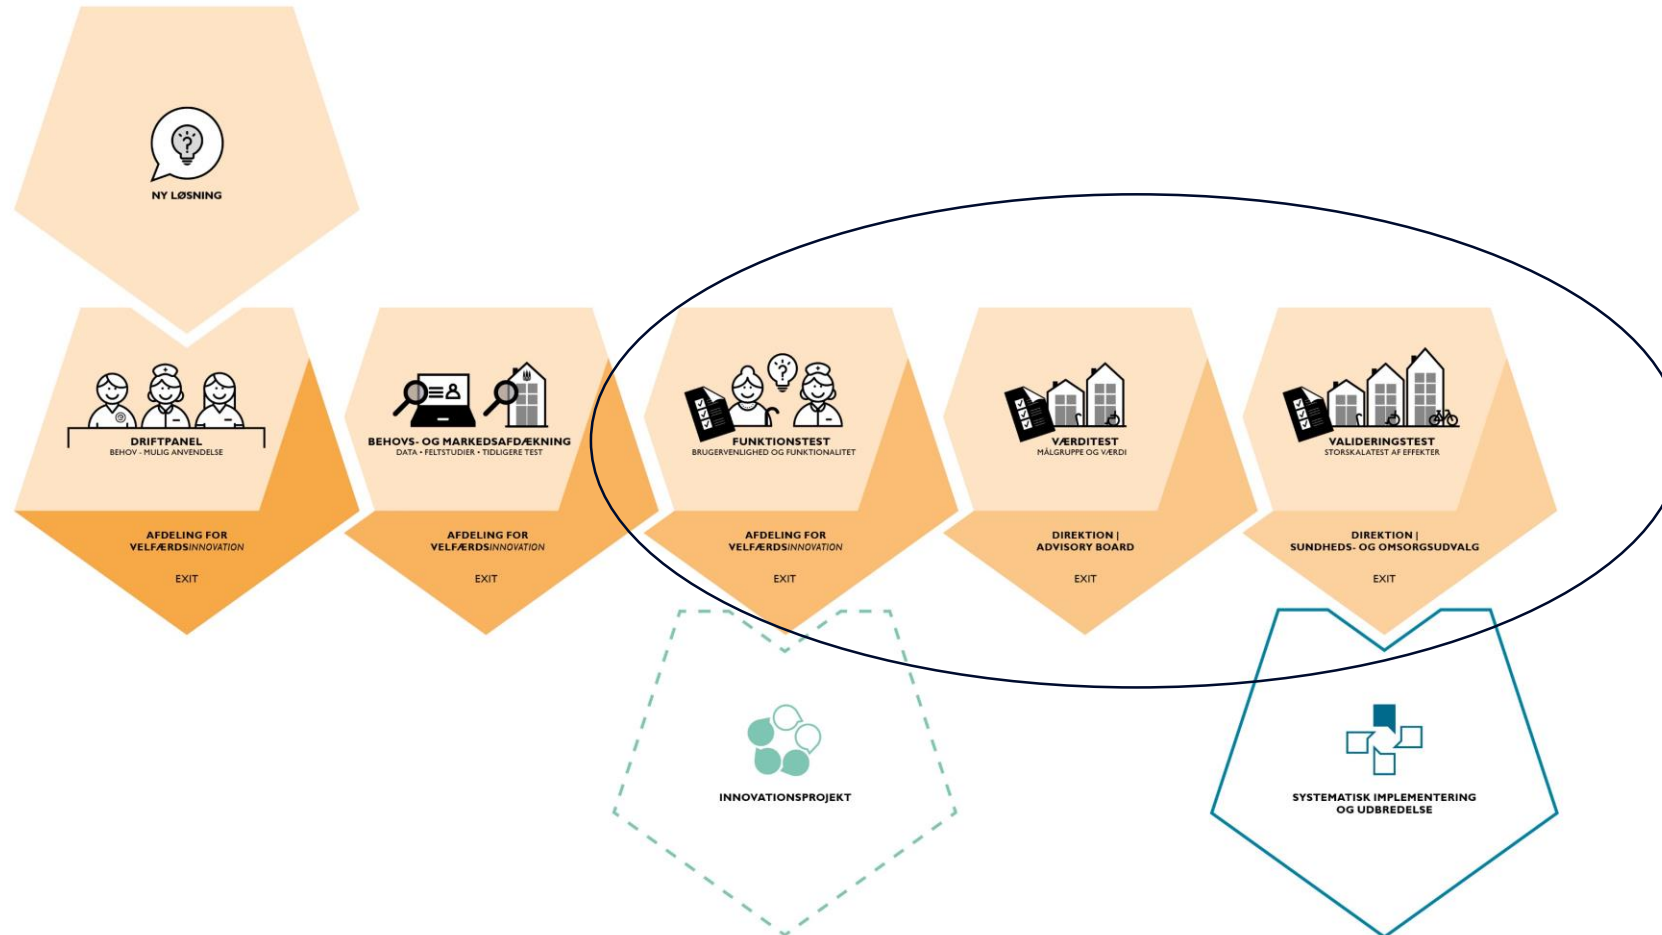 NY LØSNING
DRIFTPANEL
BEHOV - MULIG ANVENDELSE
AFDELING FOR
VELFÆRDSINNOVATION
EXIT
BEHOVS- OG MARKEDSAFDÆKNING
DATA • FELTSTUDIER • TIDLIGERE TEST
AFDELING FOR
VELFÆRDSINNOVATION
EXIT
FUNKTIONSTEST
BRUGERVENLIGHED OG FUNKTIONALITET
AFDELING FOR
VELFÆRDSINNOVATION
EXIT
VÆRDITEST
MÅLGRUPPE OG VÆRDI
DIREKTION |
ADVISORY BOARD
EXIT
VALIDERINGSTEST
STORSKALATEST AF EFFEKTER
DIREKTION |
SUNDHEDS- OG OMSORGSUDVALG
EXIT
INNOVATIONSPROJEKT
SYSTEMATISK IMPLEMENTERING
OG UDBREDELSE